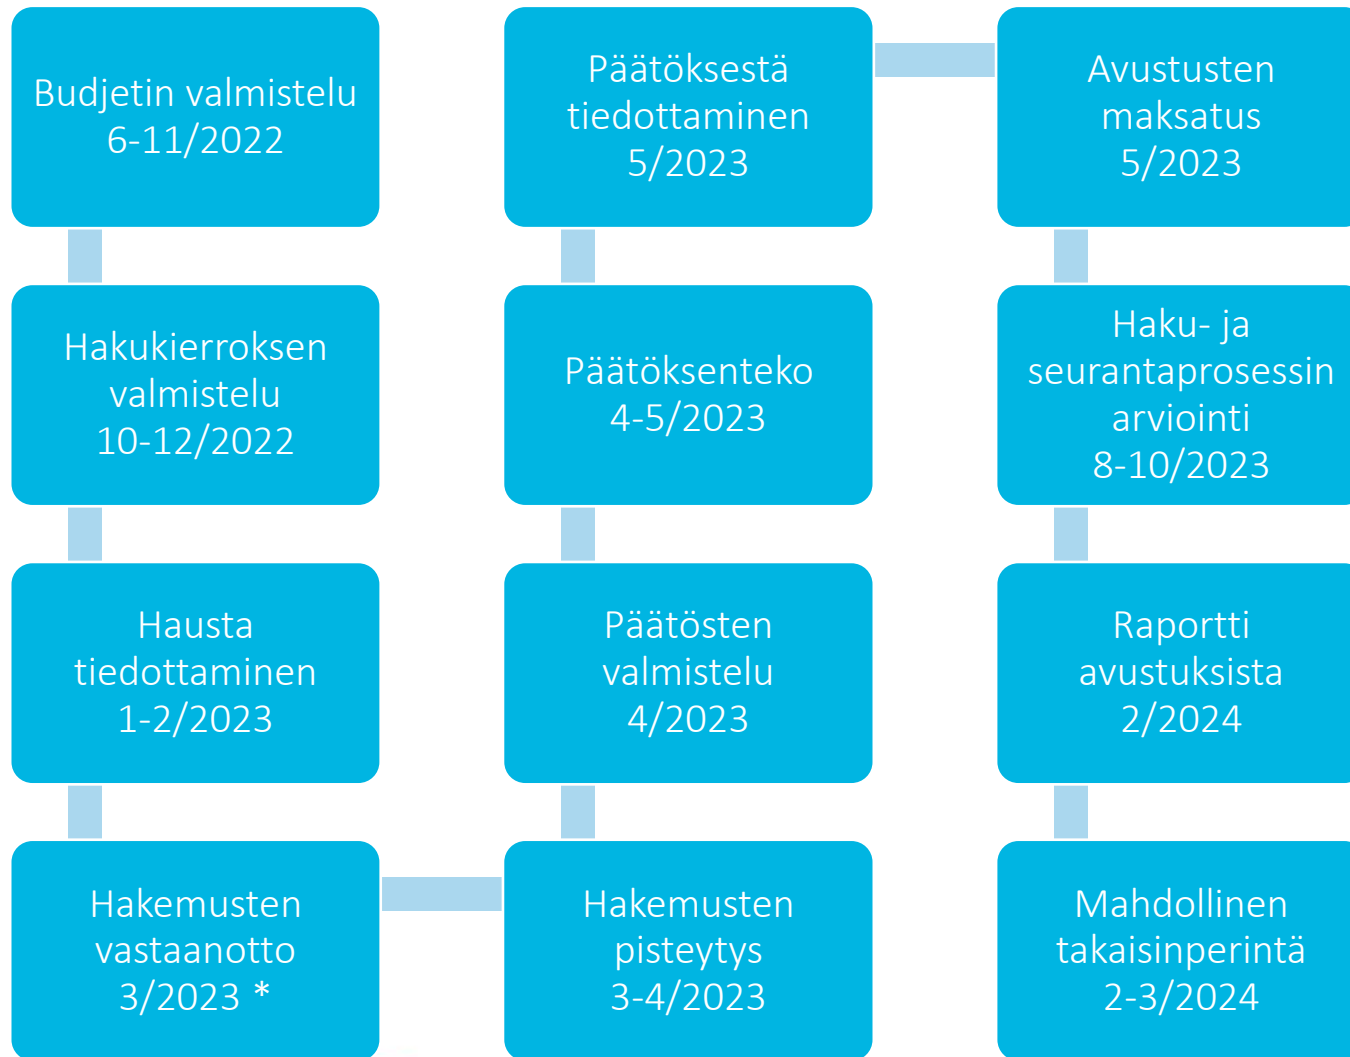 Budjetin valmistelu
6-11/2022
Hakukierroksen
valmistelu
10-12/2022
Hausta
tiedottaminen
1-2/2023
Hakemusten
vastaanotto
3/2023 *
Hakemusten
pisteytys
3-4/2023
Päätösten
valmistelu
4/2023
Päätöksenteko
4-5/2023
Päätöksestä
tiedottaminen
5/2023
Avustusten
maksatus
5/2023
Haku- ja
seurantaprosessin
arviointi
8-10/2023
Raportti
avustuksista
2/2024
Mahdollinen
takaisinperintä
2-3/2024